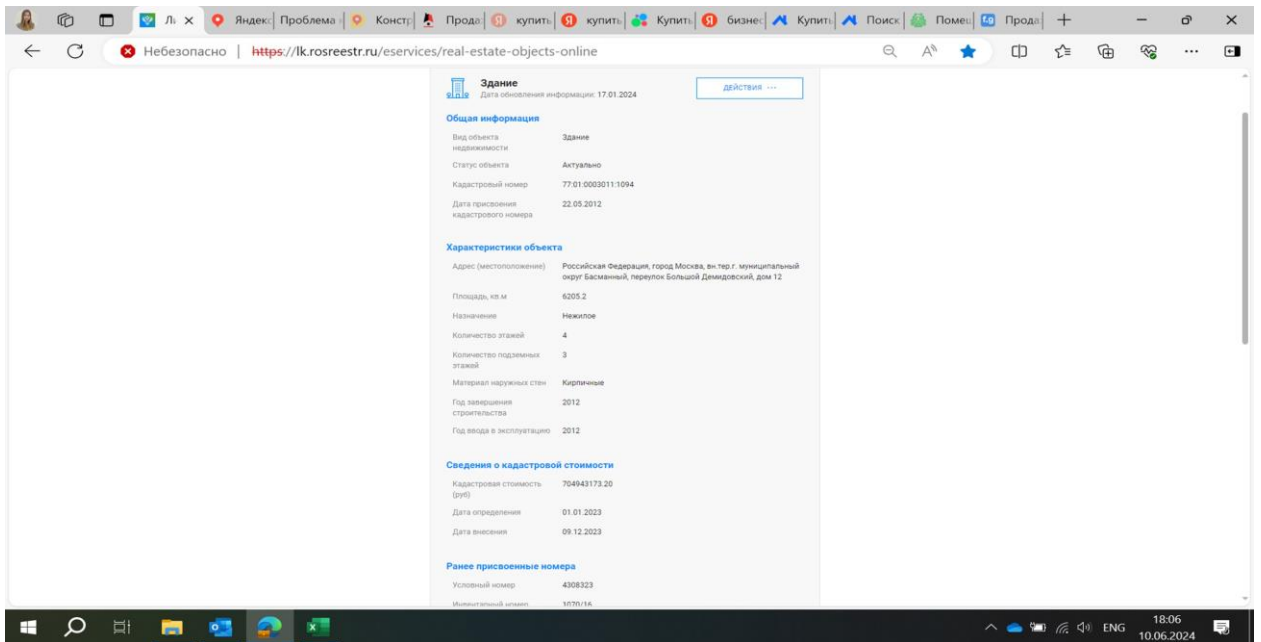 Л
Яндекс
Проблема
Констр
Прода
купить
купить
Купить
бизнес
Купить
Поиск
Помещ
Прода
Небезопасно
https://lk.rosreestr.ru/eservices/real-estate-objects-online
Здание
Дата обновления информации: 17.01.2024
ДЕЙСТВИЯ ...
Общая информация
Вид объекта Здание
недвижимости
Статус объекта Актуально
Кадастровый номер 77:01:0003011:1094
Дата присвоения 22.05.2012
кадастрового номера
Характеристики объекта
Адрес (местоположение) Российская Федерация, город Москва, вн.тер.г. муниципальный
округ Басманный, переулок Большой Демидовский, дом 12
Площадь, кв.м 6205.2
Назначение Нежилое
Количество этажей 4
Количество подземных 3
этажей
Материал наружных стен Кирпичные
Год завершения 2012
строительства
Год ввода в эксплуатацию 2012
Сведения о кадастровой стоимости
Кадастровая стоимость 704943173.20
(руб)
Дата определения 01.01.2023
Дата внесения 09.12.2023
Ранее присвоенные номера
Условный номер 4308323
Инвентарный номер 1070/16
ENG
18:06
10.06.2024